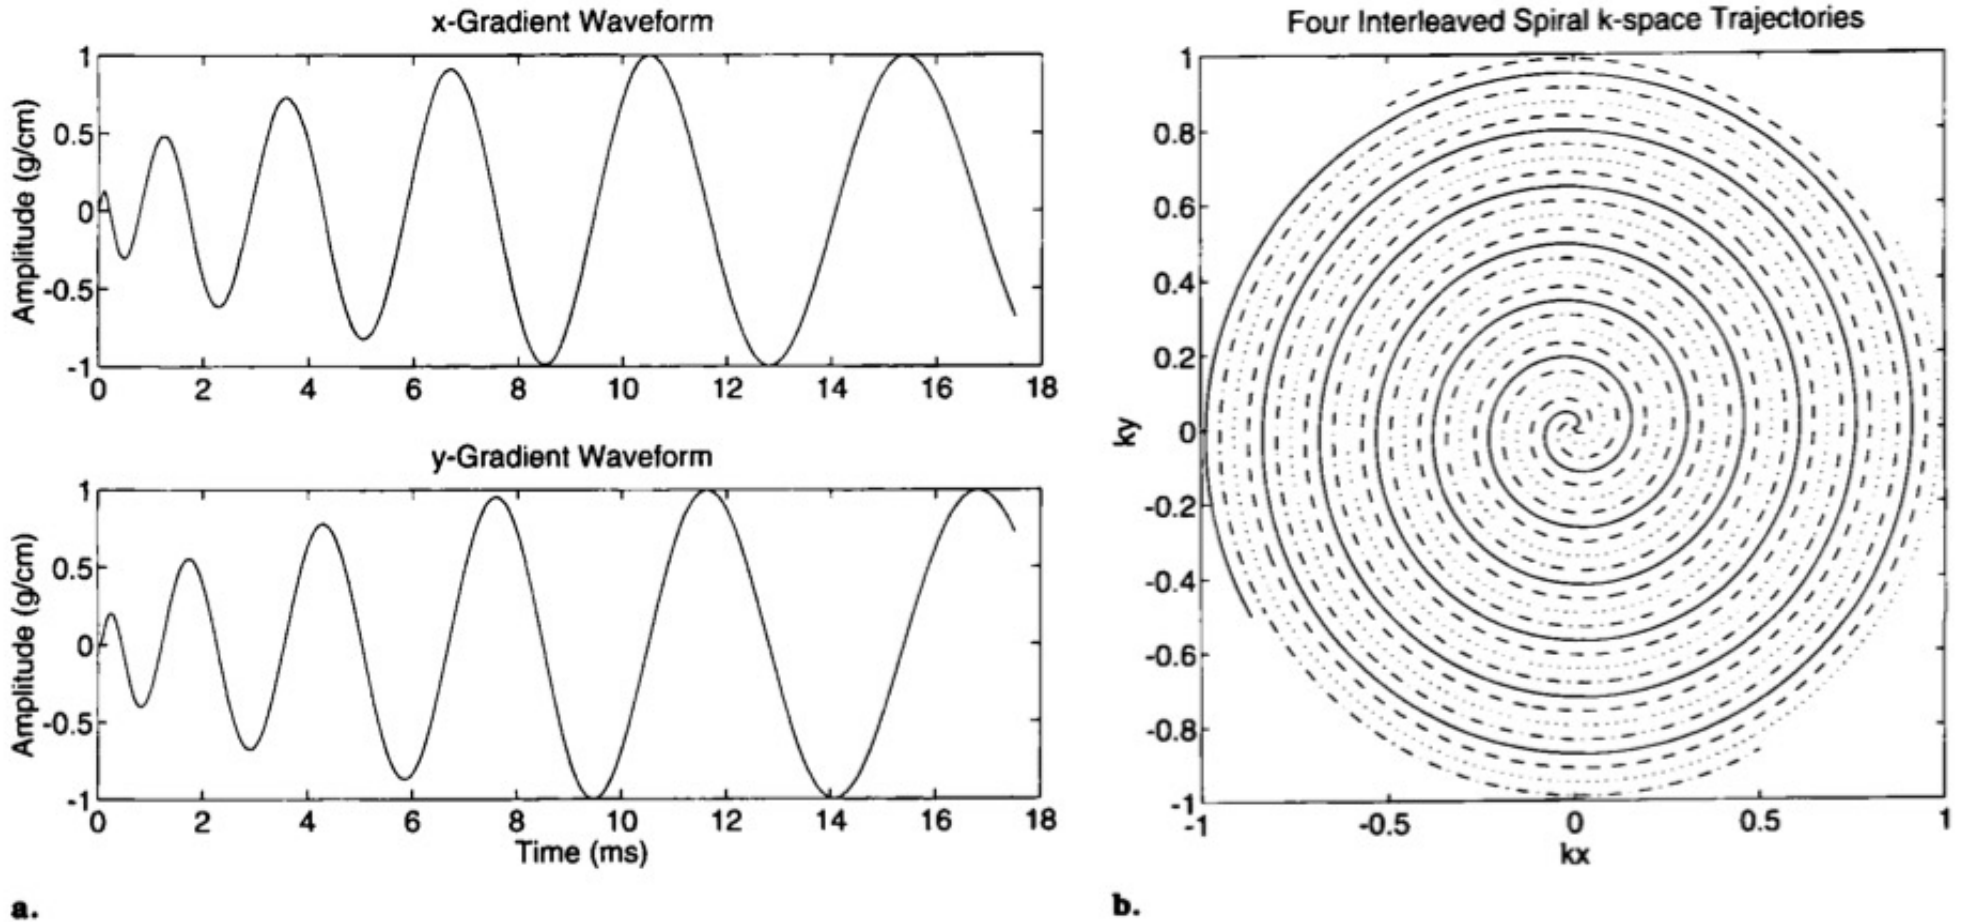 x-Gradient Waveform
Amplitude (g/cm)
1
0.5
0
-0.5
-1
0 2 4 6 8 10 12 14 16 18
y-Gradient Waveform
Amplitude (g/cm)
1
0.5
0
-0.5
-1
0 2 4 6 8 10 12 14 16 18
Time (ms)
a.
Four Interleaved Spiral k-space Trajectories
ky
1
0.8
0.6
0.4
0.2
0
-0.2
-0.4
-0.6
-0.8
-1
-1 -0.5 0 0.5 1
kx
b.